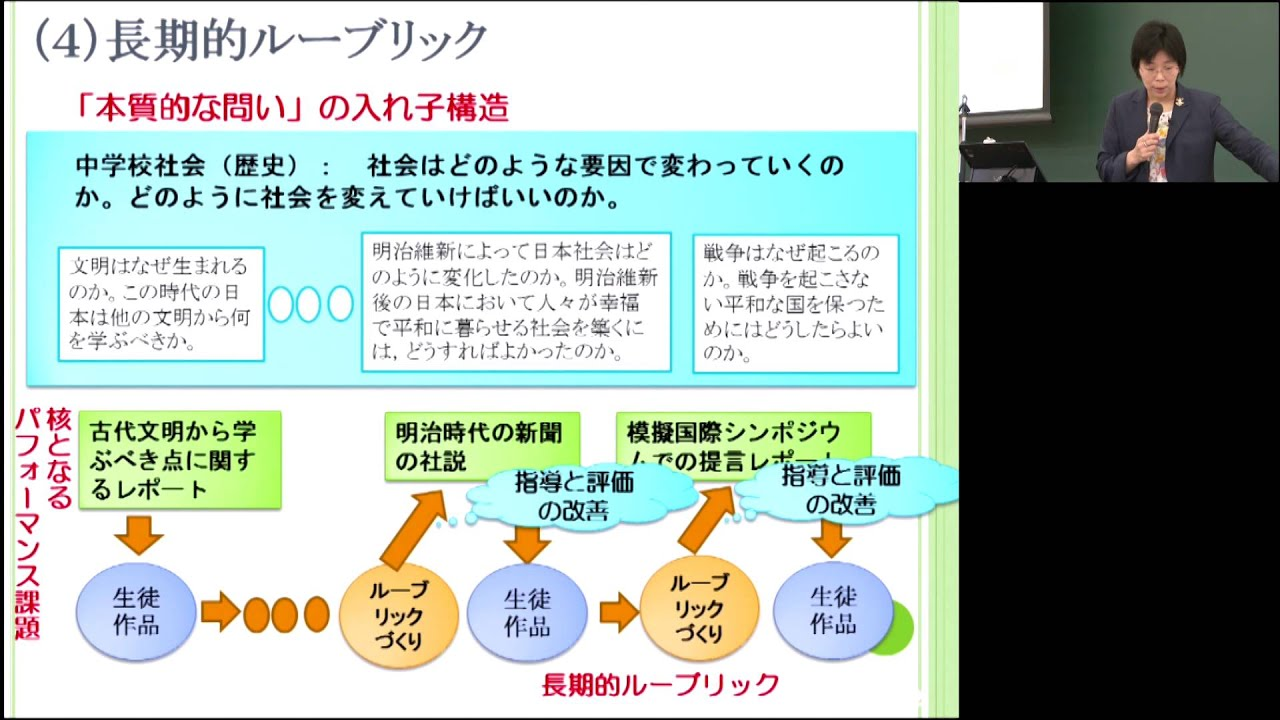 (4)長期的ルーブリック
「本質的な問い」の入れ子構造
中学校社会（歴史）： 社会はどのような要因で変わっていくの
か。どのように社会を変えていけばいいのか。
文明はなぜ生まれる
のか。この時代の日
本は他の文明から何
を学ぶべきか。
明治維新によって日本社会はど
のように変化したのか。明治維新
後の日本において人々が幸福
で平和に暮らせる社会を築くに
は，どうすればよかったのか。
戦争はなぜ起こるの
か。戦争を起こさな
い平和な国を保つた
めにはどうしたらよい
のか。
核となる
パフォーマンス課題
古代文明から学
ぶべき点に関す
るレポート
明治時代の新聞
の社説
模擬国際シンポジウ
ムでの提言レポート
指導と評価
の改善
指導と評価
の改善
生徒
作品
ルーブ
リック
づくり
生徒
作品
ルーブ
リック
づくり
生徒
作品
長期的ルーブリック